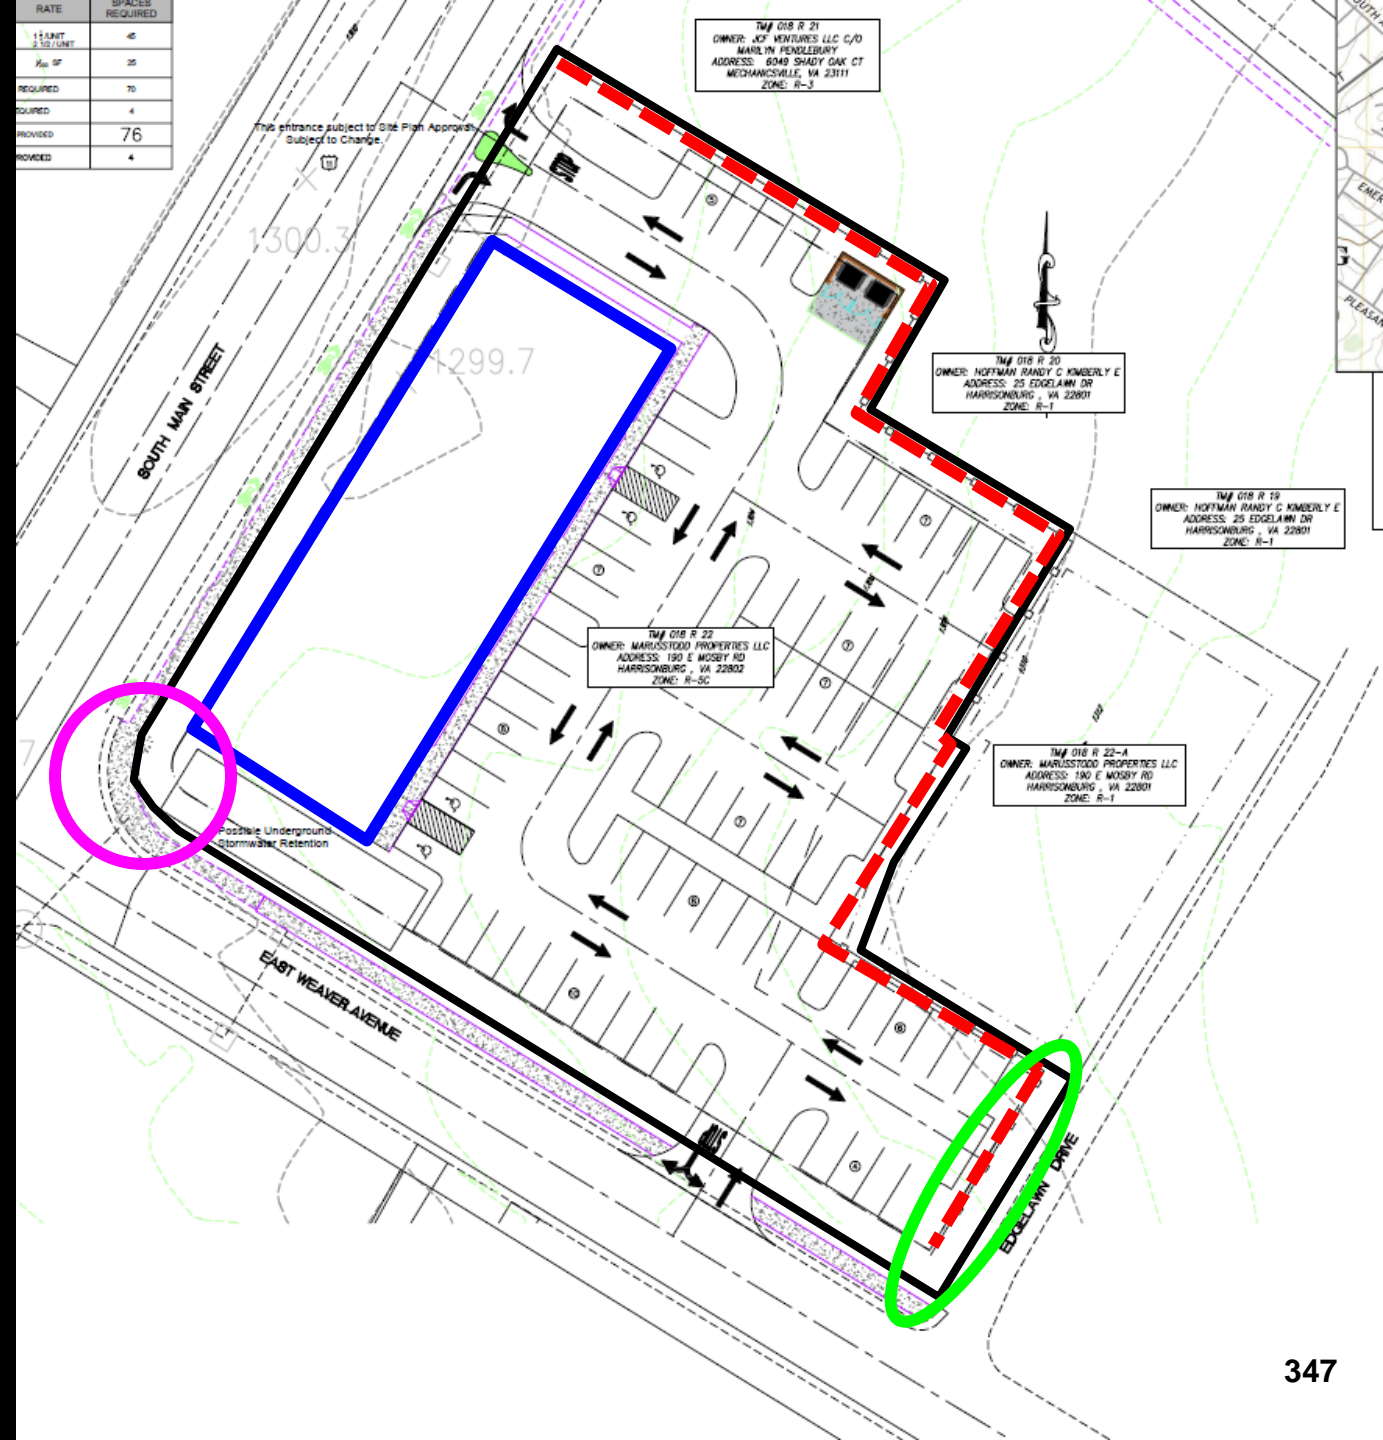 RATE
SPACES
REQUIRED
45
25
REQUIRED
70
4
PROVIDED
76
4
This entrance subject to Site Plan Approval.
Subject to Change.
11
1300.3
1299.7
SOUTH MAIN STREET
TM# 018 R 21
OWNER: JCF VENTURES LLC C/O
MARILYN PENDLEBURY
ADDRESS: 6049 SHADY OAK CT
MECHANICSVILLE, VA 23111
ZONE: R-3
TM# 018 R 20
OWNER: HOFFMAN RANDY C KIMBERLY E
ADDRESS: 25 EDGELAWN DR
HARRISONBURG , VA 22801
ZONE: R-1
TM# 018 R 19
OWNER: HOFFMAN RANDY C KIMBERLY E
ADDRESS: 25 EDGELAWN DR
HARRISONBURG , VA 22801
ZONE: R-1
TM# 018 R 22
OWNER: MARUSSTODD PROPERTIES LLC
ADDRESS: 190 E MOSBY RD
HARRISONBURG , VA 22802
ZONE: R-5C
TM# 018 R 22-A
OWNER: MARUSSTODD PROPERTIES LLC
ADDRESS: 190 E MOSBY RD
HARRISONBURG , VA 22801
ZONE: R-1
Possible Underground
Stormwater Retention
EAST WEAVER AVENUE
EDGELAWN DRIVE
347